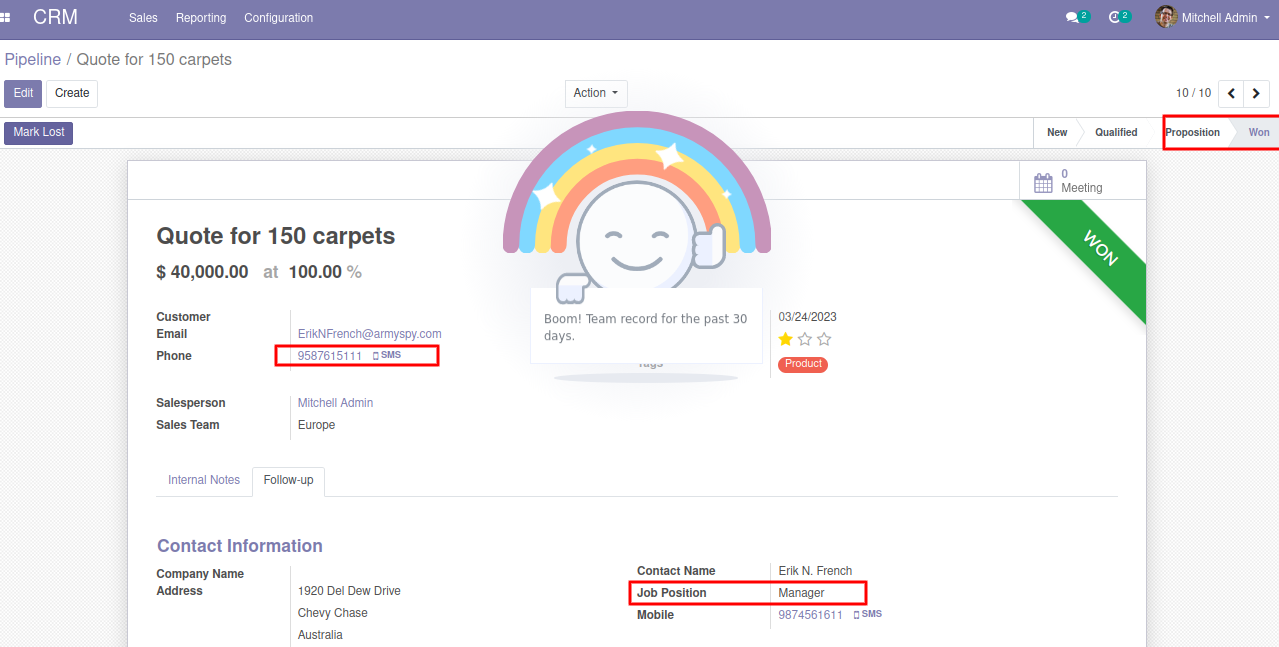 CRM Sales Reporting Configuration 2 2 Mitchell Admin
Pipeline / Quote for 150 carpets
Edit Create Action 10 / 10
Mark Lost New Qualified Proposition Won
0
Meeting
WON
Quote for 150 carpets
$ 40,000.00 at 100.00 %
Boom! Team record for the past 30
days.
Customer 03/24/2023
Email ErikNFrench@armyspy.com
Phone 9587615111 SMS
Tags Product
Salesperson Mitchell Admin
Sales Team Europe
Internal Notes Follow-up
Contact Information
Contact Name Erik N. French
Company Name
Address 1920 Del Dew Drive
Job Position Manager
Chevy Chase
Mobile 9874561611 SMS
Australia